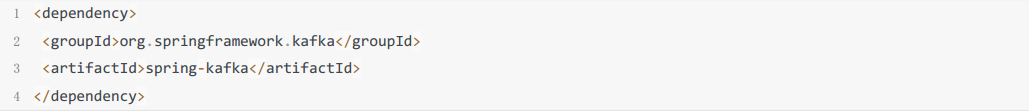 1 <dependency>
2 <groupId>org.springframework.kafka</groupId>
3 <artifactId>spring-kafka</artifactId>
4 </dependency>